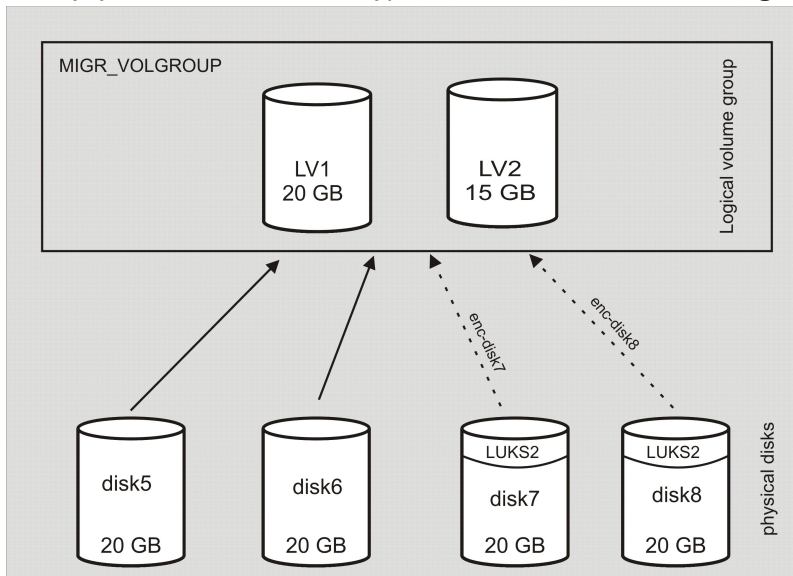 MIGR_VOLGROUP
Logical volume group
LV1
20 GB
LV2
15 GB
enc-disk7
enc-disk8
disk5
20 GB
disk6
20 GB
LUKS2
disk7
20 GB
LUKS2
disk8
20 GB
physical disks